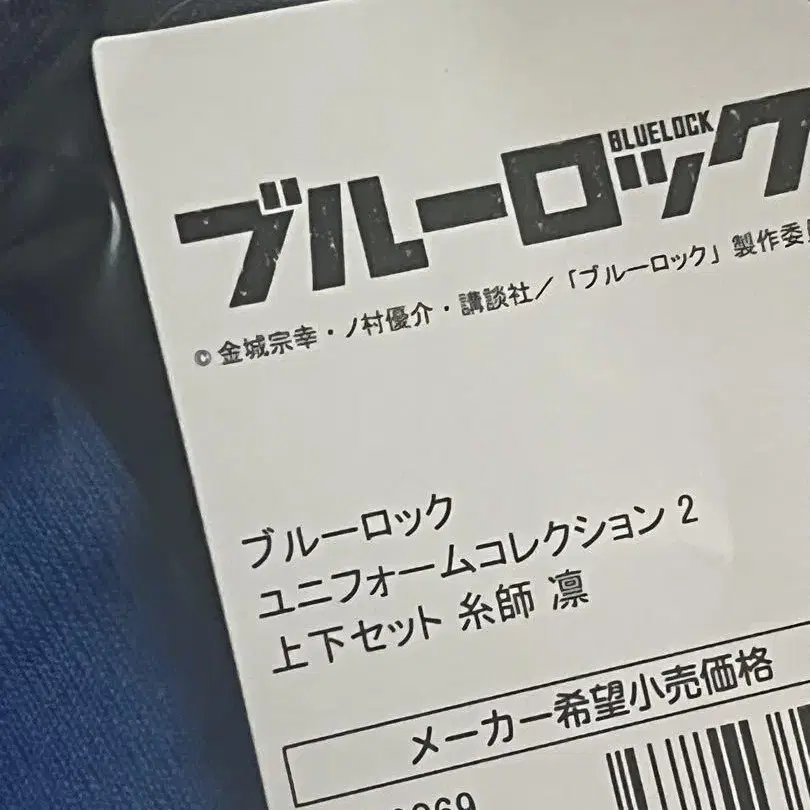 BLUELOCK
ブルーロック
© 金城宗幸・ノ村優介・講談社／「ブルーロック」製作委
ブルーロック
ユニフォームコレクション 2
上下セット 糸師 凛
メーカー希望小売価格